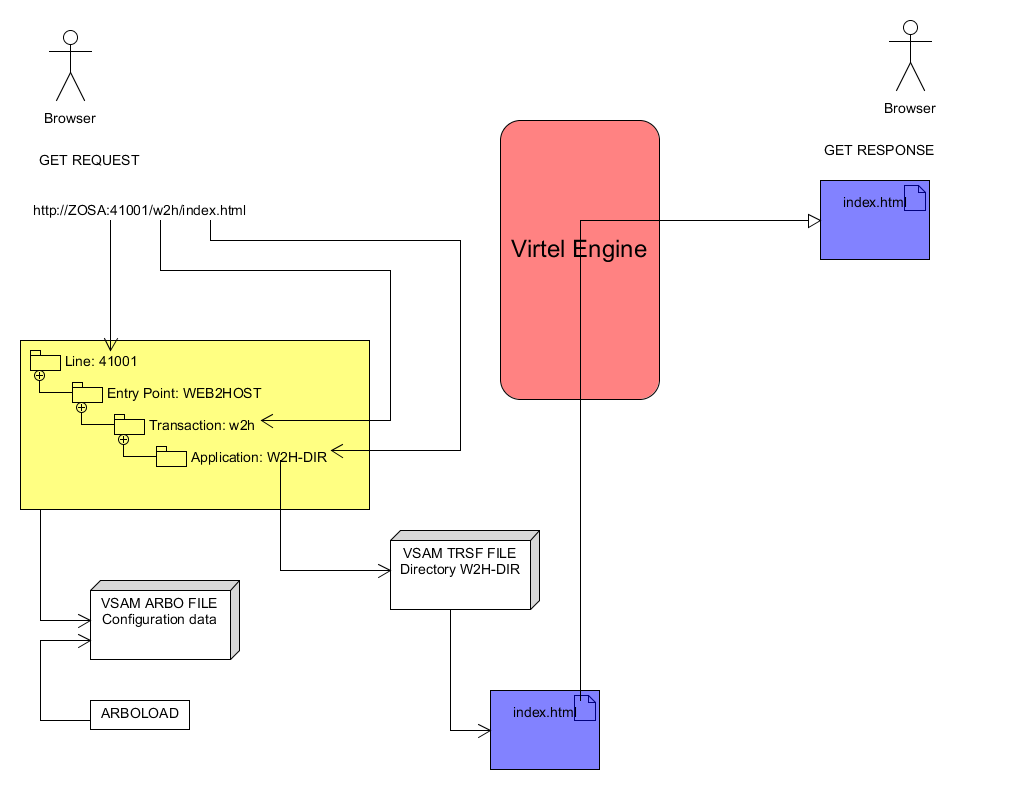 Browser
GET REQUEST
http://ZOSA:41001/w2h/index.html
Line: 41001
Entry Point: WEB2HOST
Transaction: w2h
Application: W2H-DIR
VSAM ARBO FILE
Configuration data
ARBOLOAD
VSAM TRSF FILE
Directory W2H-DIR
index.html
Virtel Engine
Browser
GET RESPONSE
index.html